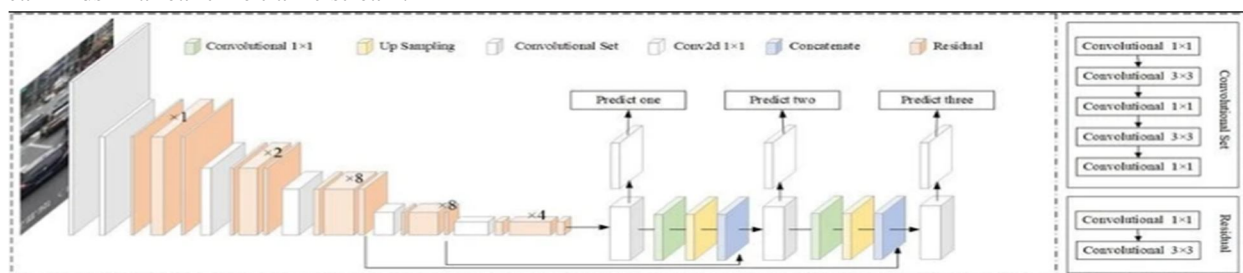 Convolutional 1×1
Up Sampling
Convolutional Set
Conv2d 1×1
Concatenate
Residual
×1
×2
×8
×8
×4
Predict one
Predict two
Predict three
Convolutional 1×1
Convolutional 3×3
Convolutional 1×1
Convolutional 3×3
Convolutional 1×1
Convolutional Set
Convolutional 1×1
Convolutional 3×3
Residual